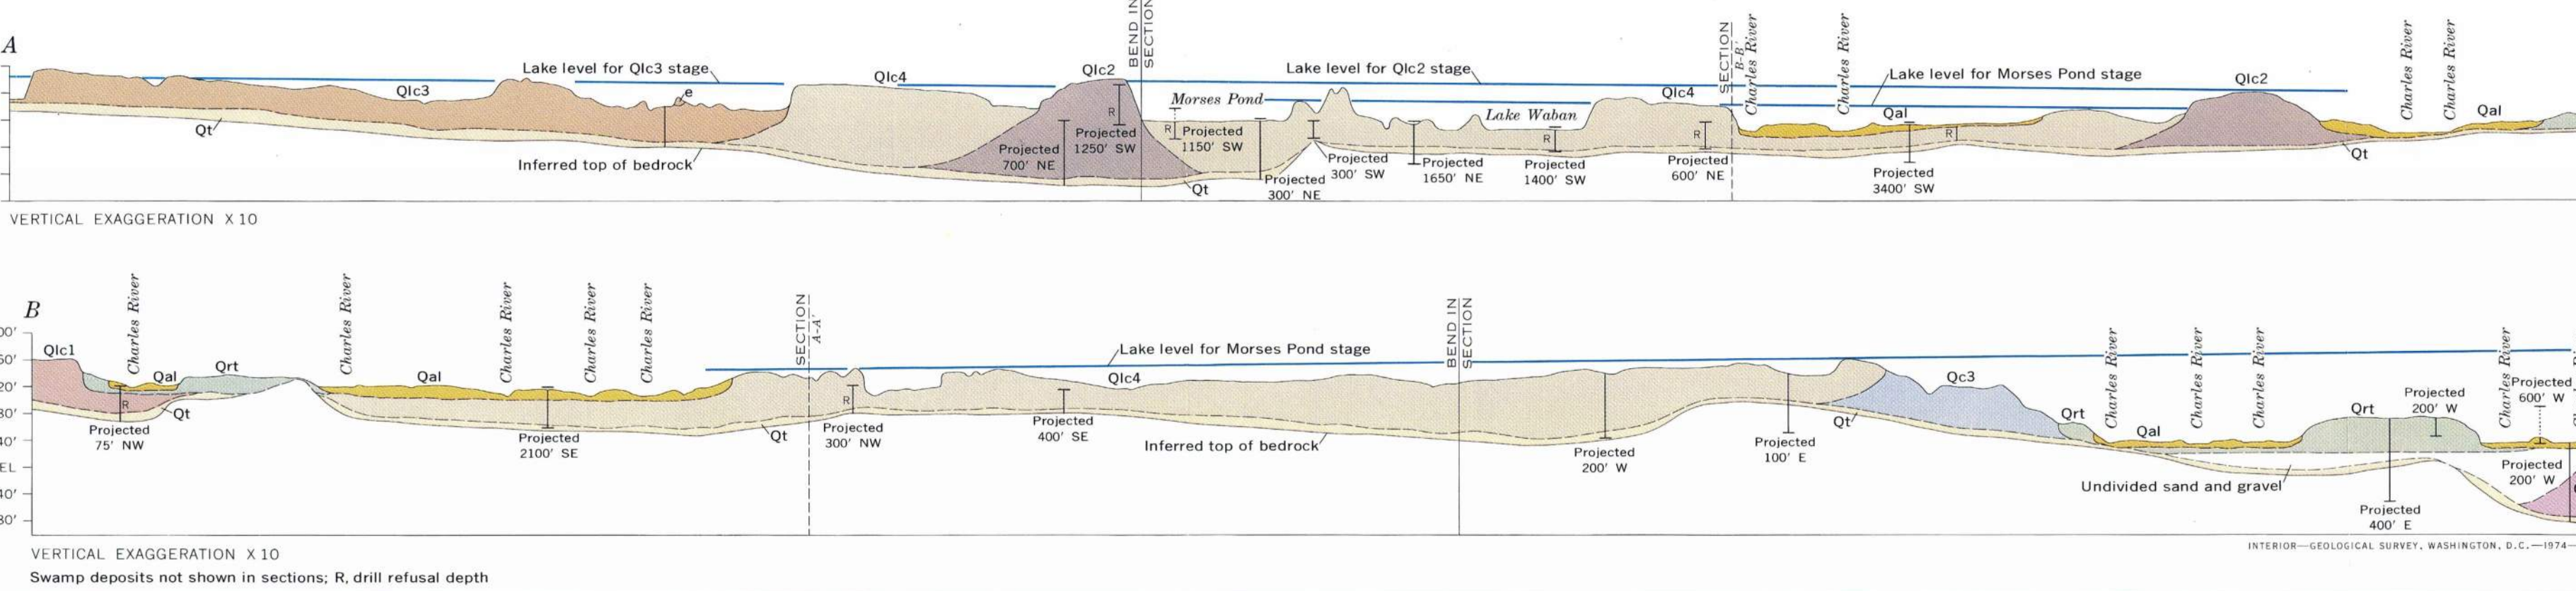 A
Lake level for Qlc3 stage
Qlc3
e
Qt
Inferred top of bedrock
Qlc4
Qlc2
BEND IN
SECTION
R
Projected
700' NE
Projected
1250' SW
Morses Pond
R
Projected
1150' SW
Qt
Lake level for Qlc2 stage
Projected
300' NE
Projected
300' SW
Projected
1650' NE
Lake Waban
R
Projected
1400' SW
Qlc4
R
Projected
600' NE
SECTION
B-B'
Charles River
Charles River
Lake level for Morses Pond stage
Qal
R
Projected
3400' SW
Qlc2
Qt
Charles River
Charles River
Qal
VERTICAL EXAGGERATION X 10
B
Qlc1
Charles River
Qal
Qrt
R
Qt
Projected
75' NW
Charles River
Qal
Charles River
Charles River
Charles River
Projected
2100' SE
SECTION
A-A'
Qt
R
Projected
300' NW
Projected
400' SE
Lake level for Morses Pond stage
Qlc4
Inferred top of bedrock
BEND IN
SECTION
Projected
200' W
Projected
100' E
Qt
Qc3
Qrt
Charles River
Qal
Charles River
Charles River
Undivided sand and gravel
Qrt
Projected
200' W
Projected
400' E
Charles River
Projected
600' W
Projected
200' W
VERTICAL EXAGGERATION X 10
INTERIOR—GEOLOGICAL SURVEY, WASHINGTON, D.C.—1974—
Swamp deposits not shown in sections; R, drill refusal depth